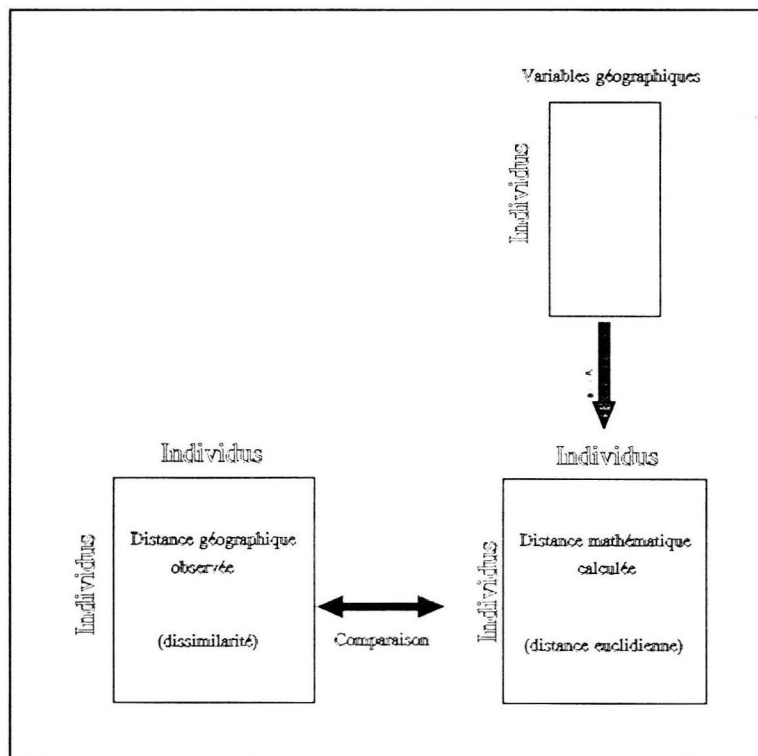 Variables géographiques
Individus
Individus
Individus
Individus
Distance géographique
observée
(dissimilarité)
Comparaison
Individus
Distance mathématique
calculée
(distance euclidienne)